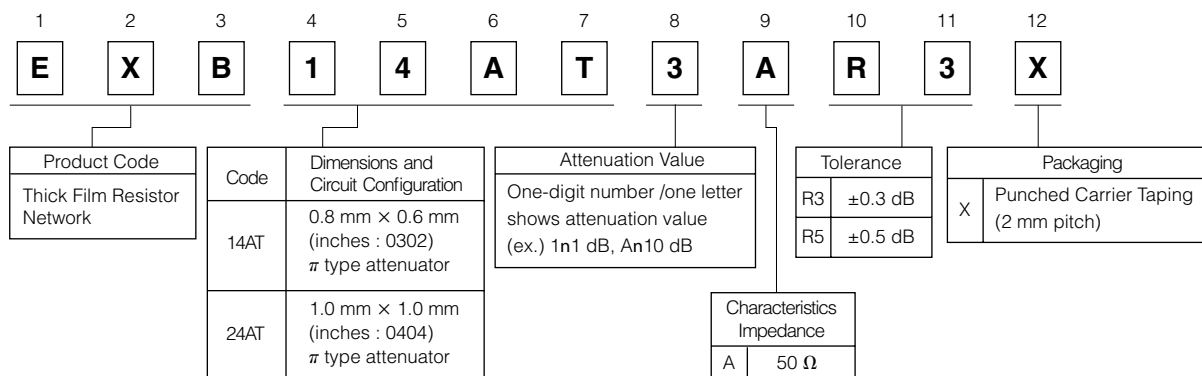 1 2 3 4 5 6 7 8 9 10 11 12
E X B 1 4 A T 3 A R 3 X
Product Code
Thick Film Resistor
Network
Code
Dimensions and
Circuit Configuration
14AT
0.8 mm × 0.6 mm
(inches : 0302)
π type attenuator
24AT
1.0 mm × 1.0 mm
(inches : 0404)
π type attenuator
Attenuation Value
One-digit number /one letter
shows attenuation value
(ex.) 1n1 dB, An10 dB
Characteristics
Impedance
A 50 Ω
Tolerance
R3 ±0.3 dB
R5 ±0.5 dB
Packaging
X
Punched Carrier Taping
(2 mm pitch)